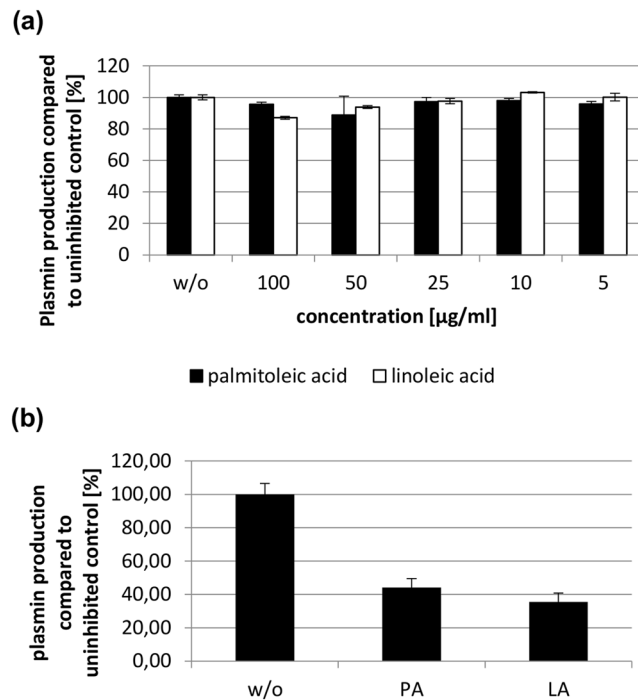 (a)
Plasmin production compared
to uninhibited control [%]
120
100
80
60
40
20
0
w/o 100 50 25 10 5
concentration [µg/ml]
palmitoleic acid linoleic acid
(b)
plasmin production
compared to
uninhibited control [%]
120,00
100,00
80,00
60,00
40,00
20,00
0,00
w/o PA LA